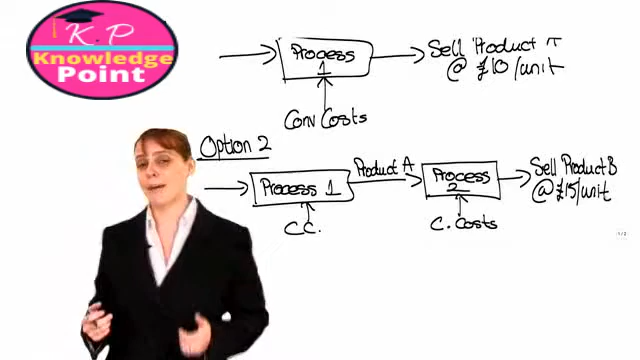 K.P
Knowledge
Point
Process
1
Sell Product
@ £10/unit
Conv Costs
Option 2
Process 1
Product A
Process
2
Sell Product B
@ £15/unit
C.C.
C. Costs